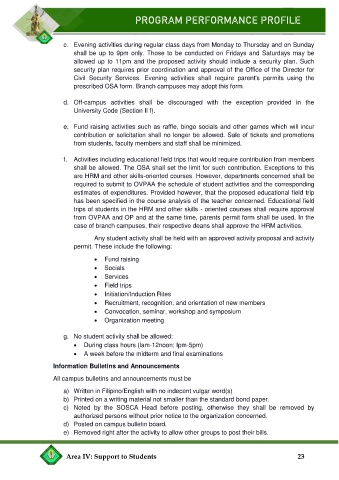 PROGRAM PERFORMANCE PROFILE
c. Evening activities during regular class days from Monday to Thursday and on Sunday
shall be up to 9pm only. Those to be conducted on Fridays and Saturdays may be
allowed up to 11pm and the proposed activity should include a security plan. Such
security plan requires prior coordination and approval of the Office of the Director for
Civil Security Services. Evening activities shall require parent's permits using the
prescribed OSA form. Branch campuses may adopt this form.
d. Off-campus activities shall be discouraged with the exception provided in the
University Code (Section II f).
e. Fund raising activities such as raffle, bingo socials and other games which will incur
contribution or solicitation shall no longer be allowed. Sale of tickets and promotions
from students, faculty members and staff shall be minimized.
f. Activities including educational field trips that would require contribution from members
shall be allowed. The OSA shall set the limit for such contribution. Exceptions to this
are HRM and other skills-oriented courses. However, departments concerned shall be
required to submit to OVPAA the schedule of student activities and the corresponding
estimates of expenditures. Provided however, that the proposed educational field trip
has been specified in the course analysis of the teacher concerned. Educational field
trips of students in the HRM and other skills - oriented courses shall require approval
from OVPAA and OP and at the same time, parents permit form shall be used. In the
case of branch campuses, their respective deans shall approve the HRM activities.
Any student activity shall be held with an approved activity proposal and activity
permit. These include the following:
• Fund raising
• Socials
• Services
• Field trips
• Initiation/Induction Rites
• Recruitment, recognition, and orientation of new members
• Convocation, seminar, workshop and symposium
• Organization meeting
g. No student activity shall be allowed:
• During class hours (Iam-12noon; Ipm-5pm)
• A week before the midterm and final examinations
Information Bulletins and Announcements
All campus bulletins and announcements must be
a) Written in Filipino/English with no indecent vulgar word(s)
b) Printed on a writing material not smaller than the standard bond paper.
c) Noted by the SOSCA Head before posting, otherwise they shall be removed by
authorized persons without prior notice to the organization concerned.
d) Posted on campus bulletin board.
e) Removed right after the activity to allow other groups to post their bills.
Area IV: Support to Students 23